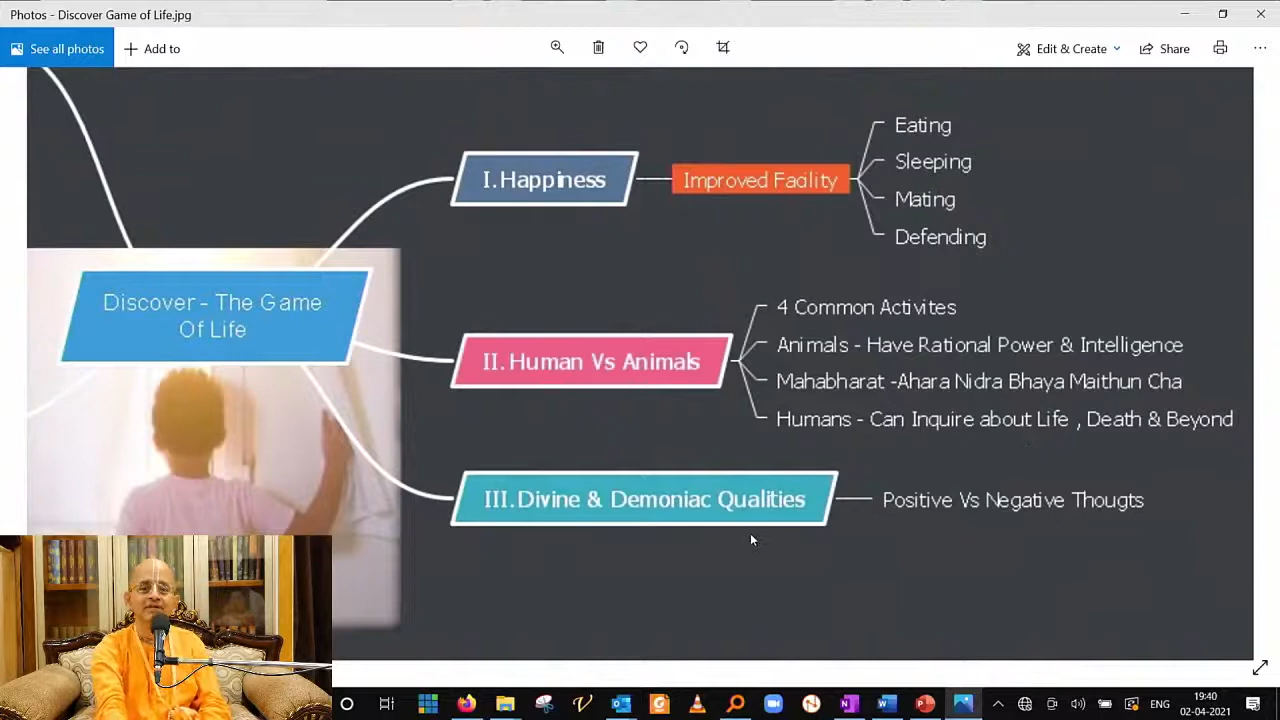 Photos - Discover Game of Life.jpg
See all photos
Add to
Edit & Create
Share
Discover - The Game
Of Life
I. Happiness
Improved Facility
Eating
Sleeping
Mating
Defending
II. Human Vs Animals
4 Common Activites
Animals - Have Rational Power & Intelligence
Mahabharat -Ahara Nidra Bhaya Maithun Cha
Humans - Can Inquire about Life , Death & Beyond
III. Divine & Demoniac Qualities
Positive Vs Negative Thougts
ENG
19:40
02-04-2021